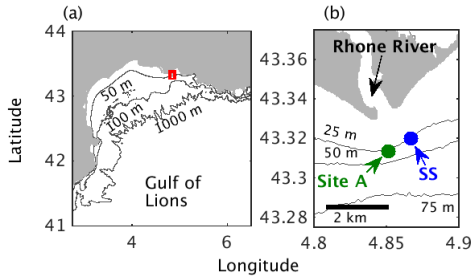 (a)
(b)
44
43
42
41
4
6
50 m
100 m
1000 m
Gulf of
Lions
Latitude
Longitude
43.36
43.34
43.32
43.3
43.28
4.8
4.85
4.9
Rhone River
25 m
50 m
Site A
SS
75 m
2 km